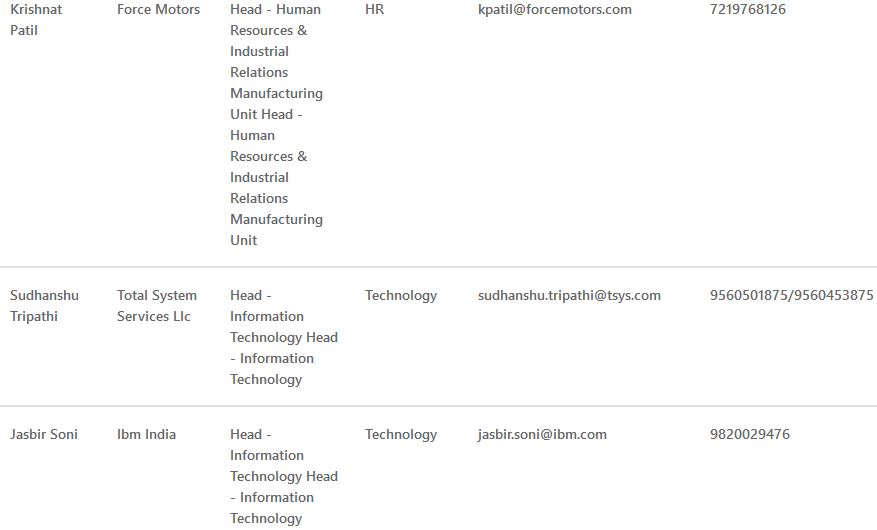 Krishnat Force Motors Head - Human HR kpatil@forcemotors.com 7219768126
Patil Resources &
Industrial
Relations
Manufacturing
Unit Head -
Human
Resources &
Industrial
Relations
Manufacturing
Unit
Sudhanshu Total System Head - Technology sudhanshu.tripathi@tsys.com 9560501875/9560453875
Tripathi Services Llc Information
Technology Head
- Information
Technology
Jasbir Soni Ibm India Head - Technology jasbir.soni@ibm.com 9820029476
Information
Technology Head
- Information
Technology